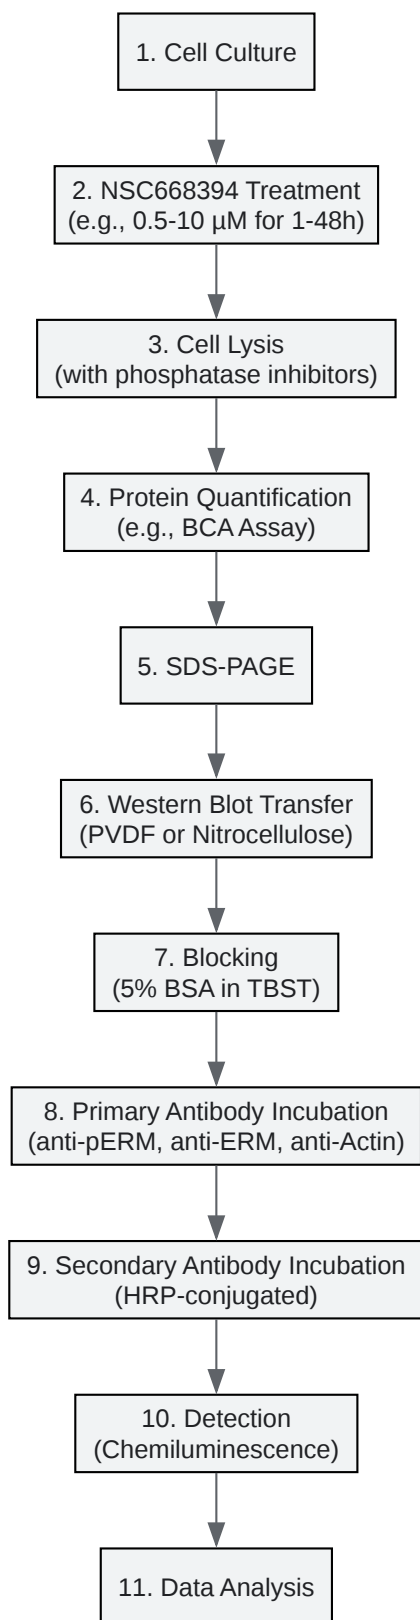 1. Cell Culture
2. NSC668394 Treatment
(e.g., 0.5-10 µM for 1-48h)
3. Cell Lysis
(with phosphatase inhibitors)
4. Protein Quantification
(e.g., BCA Assay)
5. SDS-PAGE
6. Western Blot Transfer
(PVDF or Nitrocellulose)
7. Blocking
(5% BSA in TBST)
8. Primary Antibody Incubation
(anti-pERM, anti-ERM, anti-Actin)
9. Secondary Antibody Incubation
(HRP-conjugated)
10. Detection
(Chemiluminescence)
11. Data Analysis